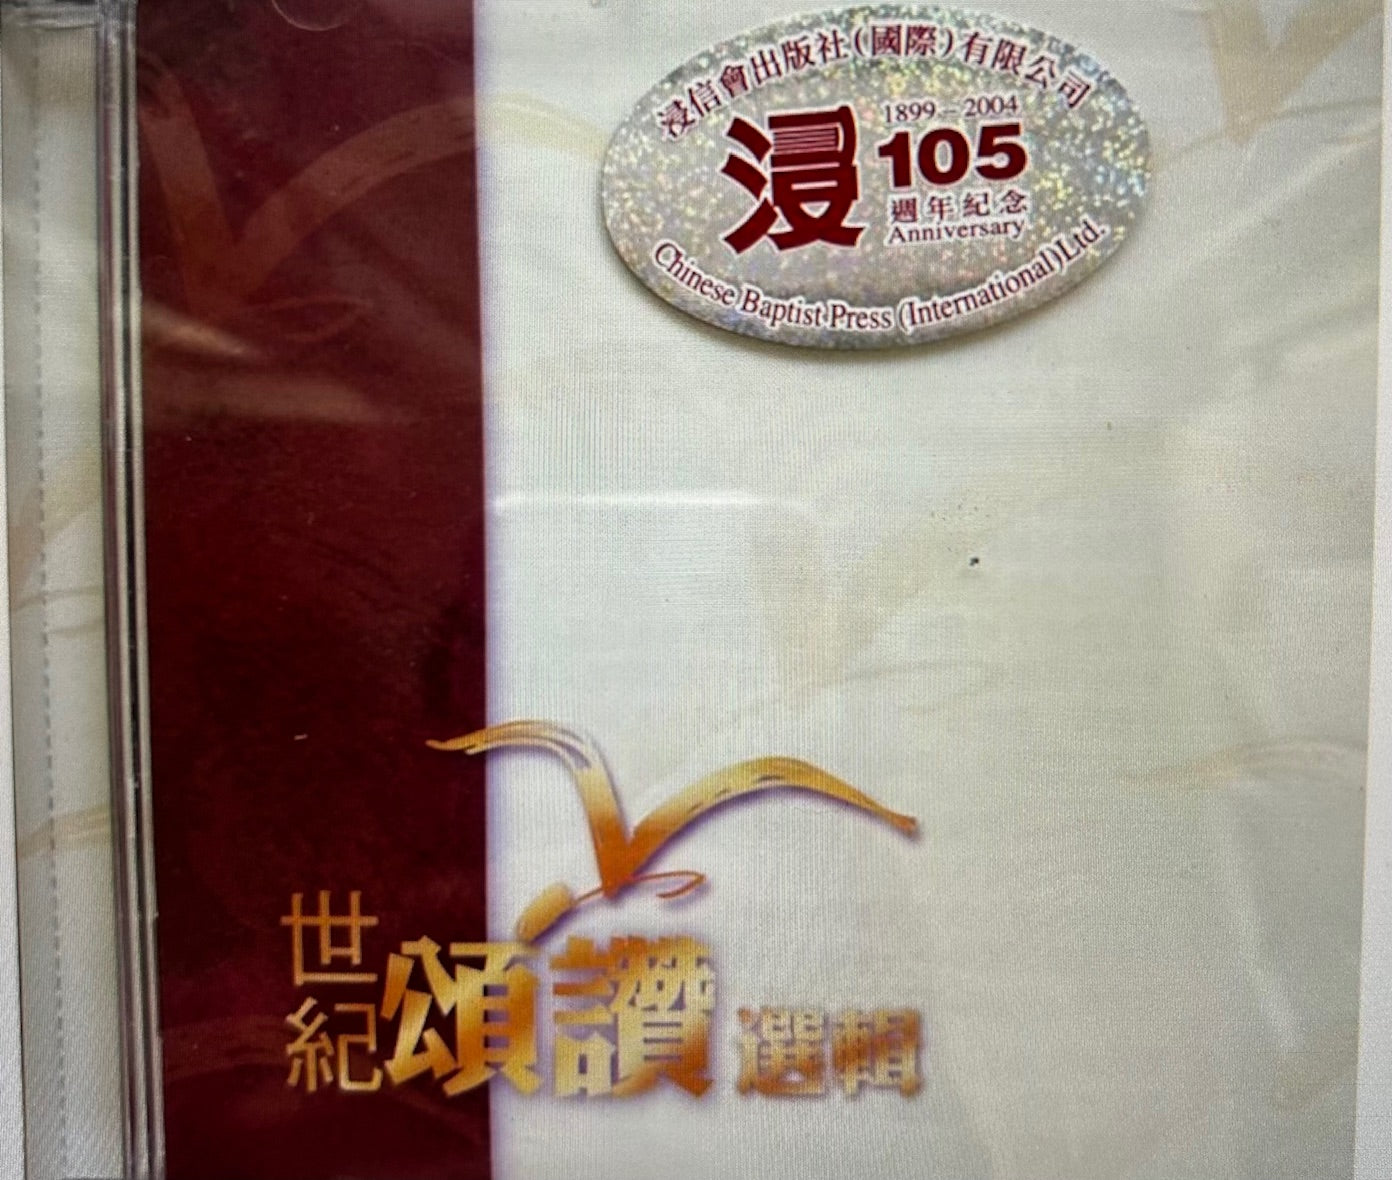 浸信會出版社(國際)有限公司
浸
1899 – 2004
105
週年紀念
Anniversary
Chinese Baptist Press (International) Ltd.
世紀頌讚選輯